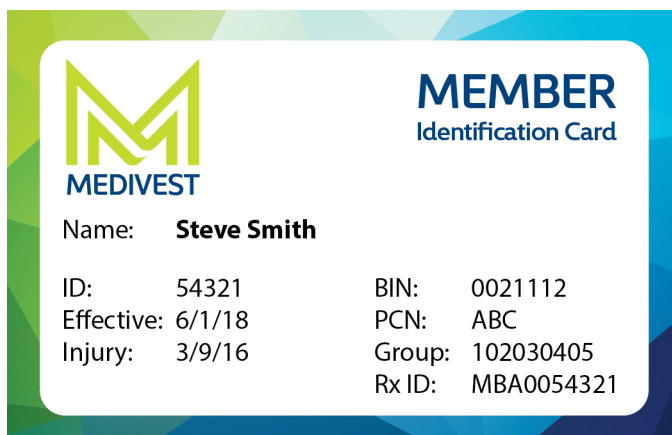 MEDIVEST
MEMBER
Identification Card
Name: Steve Smith
ID: 54321
Effective: 6/1/18
Injury: 3/9/16
BIN: 0021112
PCN: ABC
Group: 102030405
Rx ID: MBA0054321